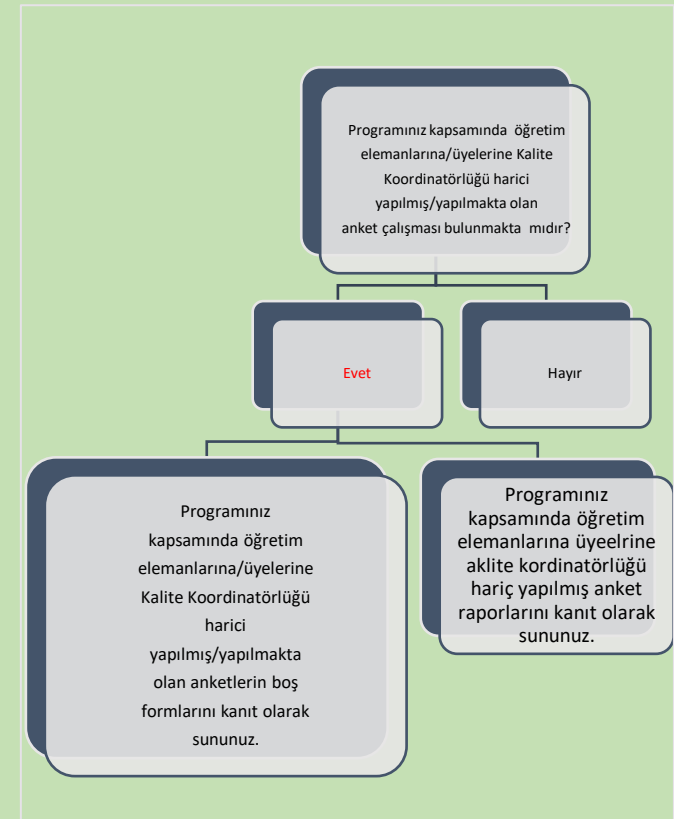 Programınız kapsamında öğretim
elemanlarına/üyelerine Kalite
Koordinatörlüğü harici
yapılmış/yapılmakta olan
anket çalışması bulunmakta mıdır?
Evet
Hayır
Programınız
kapsamında öğretim
elemanlarına/üyelerine
Kalite Koordinatörlüğü
harici
yapılmış/yapılmakta
olan anketlerin boş
formlarını kanıt olarak
sununuz.
Programınız
kapsamında öğretim
elemanlarına üyeelrine
aklite kordinatörlüğü
hariç yapılmış anket
raporlarını kanıt olarak
sununuz.